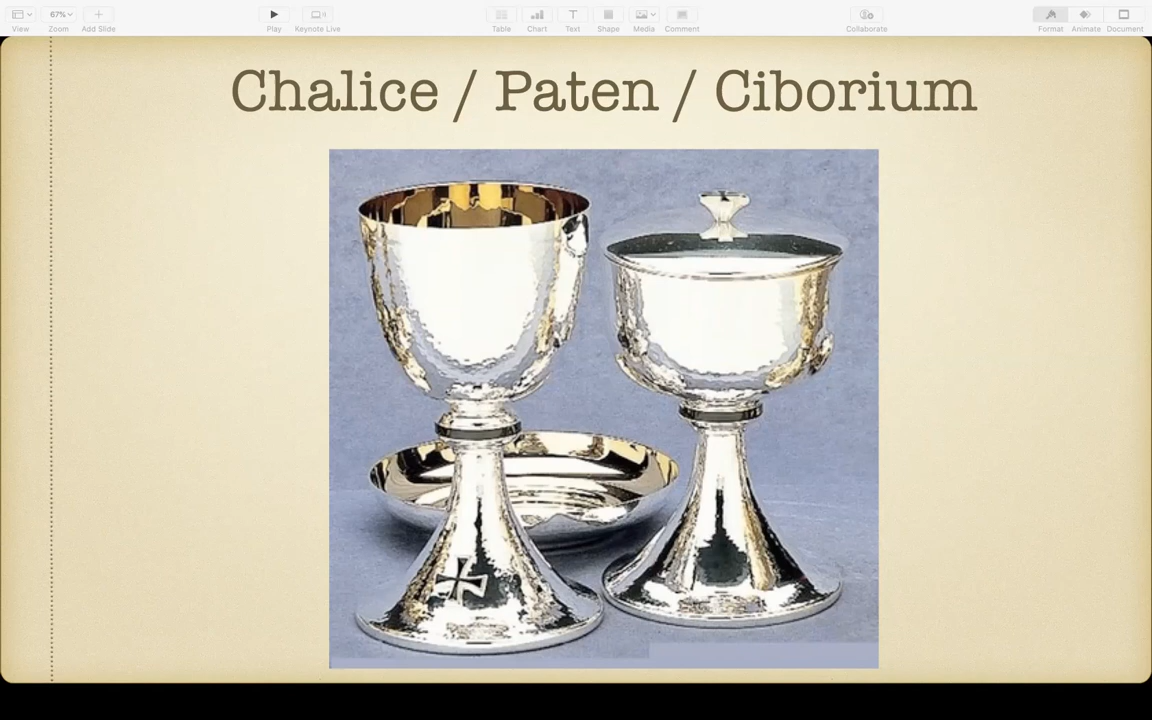 View
67%
Zoom
Add Slide
Play
Keynote Live
Table
Chart
Text
Shape
Media
Comment
Collaborate
Format
Animate
Document
Chalice / Paten / Ciborium